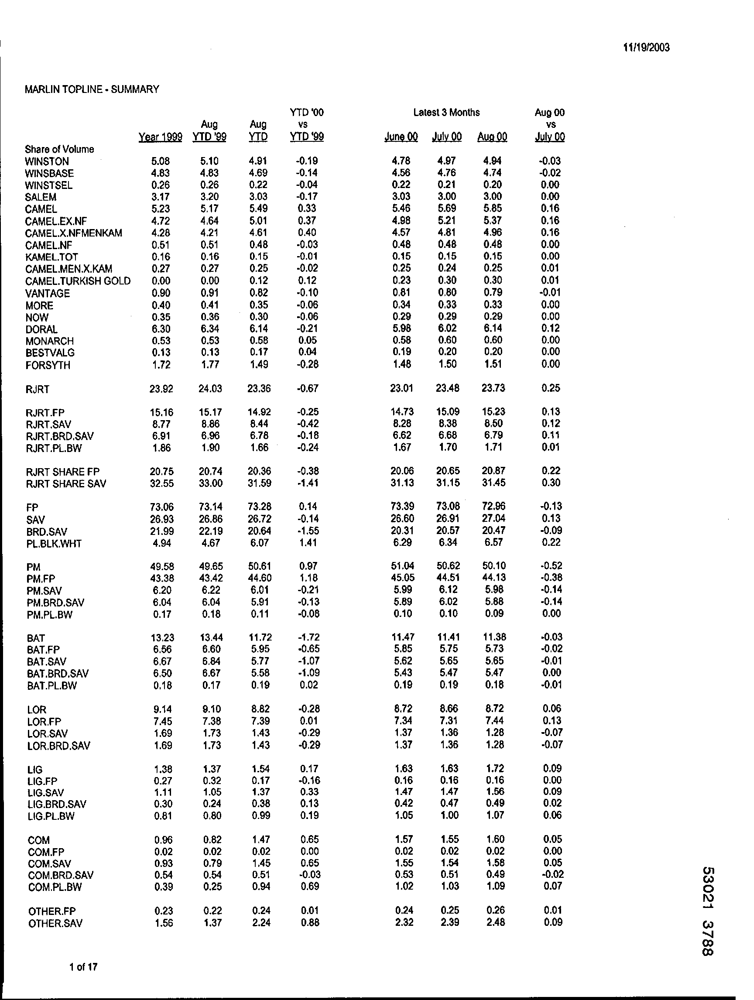 11/19/2003
MARLIN TOPLINE - SUMMARY
YTD '00 Latest 3 Months Aug 00
Aug Aug vs vs
Year 1999 YTD '99 YTD YTD '99 June 00 July 00 Aug 00 July 00
Share of Volume
WINSTON 5.08 5.10 4.91 -0.19 4.78 4.97 4.94 -0.03
WINSBASE 4.83 4.83 4.69 -0.14 4.56 4.76 4.74 -0.02
WINSTSEL 0.26 0.26 0.22 -0.04 0.22 0.21 0.20 0.00
SALEM 3.17 3.20 3.03 -0.17 3.03 3.00 3.00 0.00
CAMEL 5.23 5.17 5.49 0.33 5.46 5.69 5.85 0.16
CAMEL.EX.NF 4.72 4.64 5.01 0.37 4.98 5.21 5.37 0.16
CAMEL.X.NFMENKAM 4.28 4.21 4.61 0.40 4.57 4.81 4.96 0.16
CAMEL.NF 0.51 0.51 0.48 -0.03 0.48 0.48 0.48 0.00
KAMEL.TOT 0.16 0.16 0.15 -0.01 0.15 0.15 0.15 0.00
CAMEL.MEN.X.KAM 0.27 0.27 0.25 -0.02 0.25 0.24 0.25 0.01
CAMEL.TURKISH GOLD 0.00 0.00 0.12 0.12 0.23 0.30 0.30 0.01
VANTAGE 0.90 0.91 0.82 -0.10 0.81 0.80 0.79 -0.01
MORE 0.40 0.41 0.35 -0.06 0.34 0.33 0.33 0.00
NOW 0.35 0.36 0.30 -0.06 0.29 0.29 0.29 0.00
DORAL 6.30 6.34 6.14 -0.21 5.98 6.02 6.14 0.12
MONARCH 0.53 0.53 0.58 0.05 0.58 0.60 0.60 0.00
BESTVALG 0.13 0.13 0.17 0.04 0.19 0.20 0.20 0.00
FORSYTH 1.72 1.77 1.49 -0.28 1.48 1.50 1.51 0.00
RJRT 23.92 24.03 23.36 -0.67 23.01 23.48 23.73 0.25
RJRT.FP 15.16 15.17 14.92 -0.25 14.73 15.09 15.23 0.13
RJRT.SAV 8.77 8.86 8.44 -0.42 8.28 8.38 8.50 0.12
RJRT.BRD.SAV 6.91 6.96 6.78 -0.18 6.62 6.68 6.79 0.11
RJRT.PL.BW 1.86 1.90 1.66 -0.24 1.67 1.70 1.71 0.01
RJRT SHARE FP 20.75 20.74 20.36 -0.38 20.06 20.65 20.87 0.22
RJRT SHARE SAV 32.55 33.00 31.59 -1.41 31.13 31.15 31.45 0.30
FP 73.06 73.14 73.28 0.14 73.39 73.08 72.96 -0.13
SAV 26.93 26.86 26.72 -0.14 26.60 26.91 27.04 0.13
BRD.SAV 21.99 22.19 20.64 -1.55 20.31 20.57 20.47 -0.09
PL.BLK.WHT 4.94 4.67 6.07 1.41 6.29 6.34 6.57 0.22
PM 49.58 49.65 50.61 0.97 51.04 50.62 50.10 -0.52
PM.FP 43.38 43.42 44.60 1.18 45.05 44.51 44.13 -0.38
PM.SAV 6.20 6.22 6.01 -0.21 5.99 6.12 5.98 -0.14
PM.BRD.SAV 6.04 6.04 5.91 -0.13 5.89 6.02 5.88 -0.14
PM.PL.BW 0.17 0.18 0.11 -0.08 0.10 0.10 0.09 0.00
BAT 13.23 13.44 11.72 -1.72 11.47 11.41 11.38 -0.03
BAT.FP 6.56 6.60 5.95 -0.65 5.85 5.75 5.73 -0.02
BAT.SAV 6.67 6.84 5.77 -1.07 5.62 5.65 5.65 -0.01
BAT.BRD.SAV 6.50 6.67 5.58 -1.09 5.43 5.47 5.47 0.00
BAT.PL.BW 0.18 0.17 0.19 0.02 0.19 0.19 0.18 -0.01
LOR 9.14 9.10 8.82 -0.28 8.72 8.66 8.72 0.06
LOR.FP 7.45 7.38 7.39 0.01 7.34 7.31 7.44 0.13
LOR.SAV 1.69 1.73 1.43 -0.29 1.37 1.36 1.28 -0.07
LOR.BRD.SAV 1.69 1.73 1.43 -0.29 1.37 1.36 1.28 -0.07
LIG 1.38 1.37 1.54 0.17 1.63 1.63 1.72 0.09
LIG.FP 0.27 0.32 0.17 -0.16 0.16 0.16 0.16 0.00
LIG.SAV 1.11 1.05 1.37 0.33 1.47 1.47 1.56 0.09
LIG.BRD.SAV 0.30 0.24 0.38 0.13 0.42 0.47 0.49 0.02
LIG.PL.BW 0.81 0.80 0.99 0.19 1.05 1.00 1.07 0.06
COM 0.96 0.82 1.47 0.65 1.57 1.55 1.60 0.05
COM.FP 0.02 0.02 0.02 0.00 0.02 0.02 0.02 0.00
COM.SAV 0.93 0.79 1.45 0.65 1.55 1.54 1.58 0.05
COM.BRD.SAV 0.54 0.54 0.51 -0.03 0.53 0.51 0.49 -0.02
COM.PL.BW 0.39 0.25 0.94 0.69 1.02 1.03 1.09 0.07
OTHER.FP 0.23 0.22 0.24 0.01 0.24 0.25 0.26 0.01
OTHER.SAV 1.56 1.37 2.24 0.88 2.32 2.39 2.48 0.09
1 of 17
53021 3788